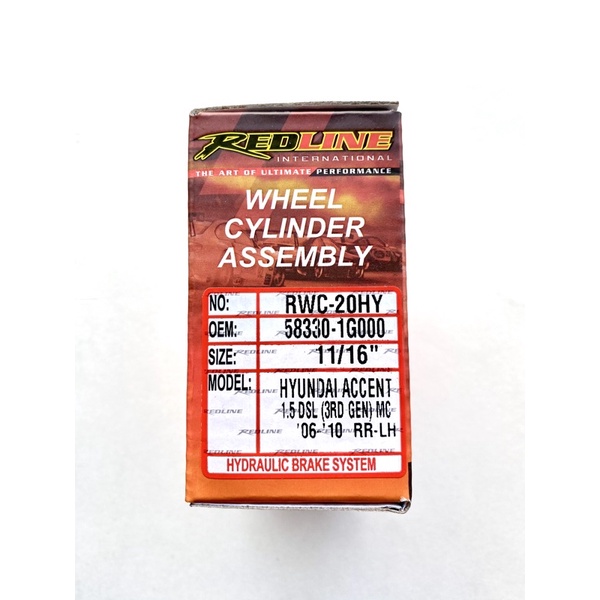 REDLINE
INTERNATIONAL
THE ART OF ULTIMATE PERFORMANCE
WHEEL
CYLINDER
ASSEMBLY
NO: RWC-20HY
OEM: 58330-1G000
SIZE: 11/16"
MODEL: HYUNDAI ACCENT
1.5 DSL (3RD GEN) MC
'06-'10 RR-LH
HYDRAULIC BRAKE SYSTEM